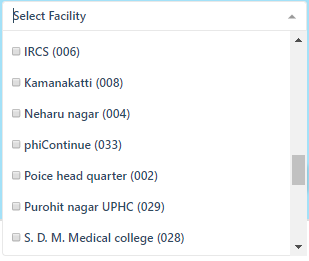 Select Facility
IRCS (006)
Kamanakatti (008)
Neharu nagar (004)
phiContinue (033)
Poice head quarter (002)
Purohit nagar UPHC (029)
S. D. M. Medical college (028)